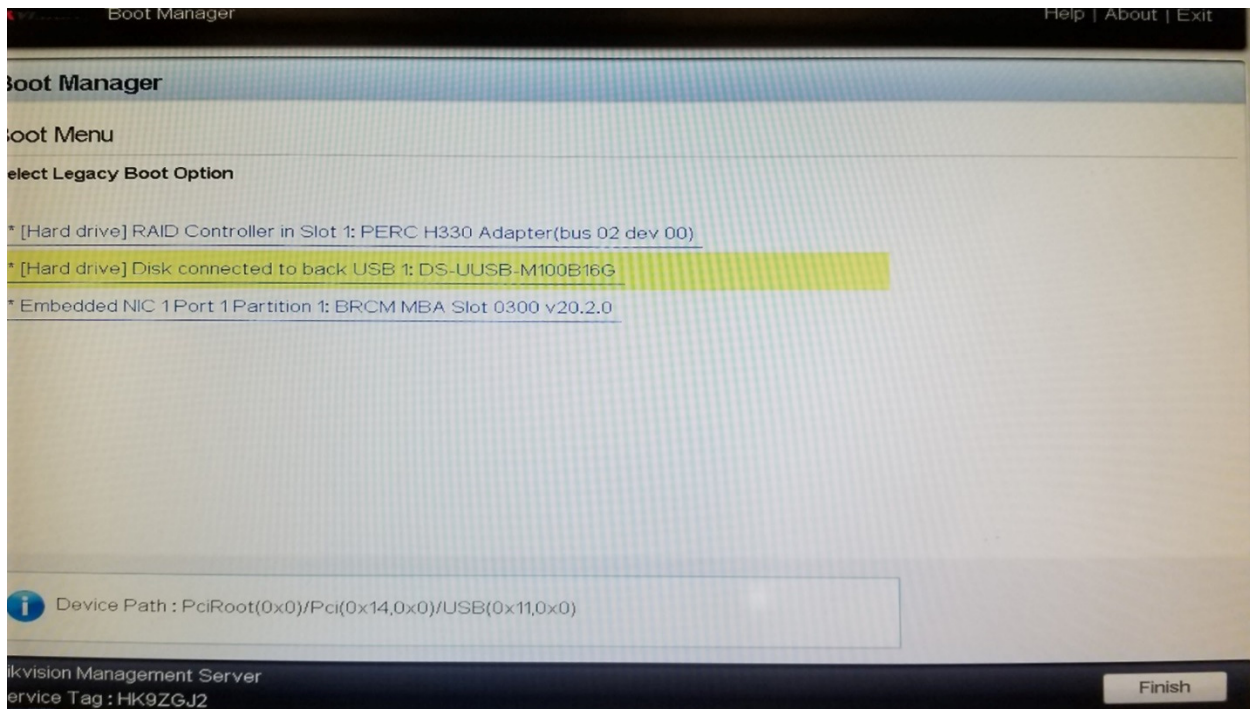 Boot Manager
Help | About | Exit
Boot Manager
Boot Menu
elect Legacy Boot Option
* [Hard drive] RAID Controller in Slot 1: PERC H330 Adapter(bus 02 dev 00)
* [Hard drive] Disk connected to back USB 1: DS-UUSB-M100B16G
* Embedded NIC 1 Port 1 Partition 1: BRCM MBA Slot 0300 v20.2.0
Device Path : PciRoot(0x0)/Pci(0x14,0x0)/USB(0x11,0x0)
ikvision Management Server
ervice Tag : HK9ZGJ2
Finish